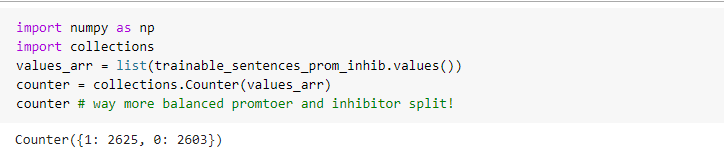 import numpy as np
import collections
values_arr = list(trainable_sentences_prom_inhib.values())
counter = collections.Counter(values_arr)
counter # way more balanced promtoer and inhibitor split!
Counter({1: 2625, 0: 2603})